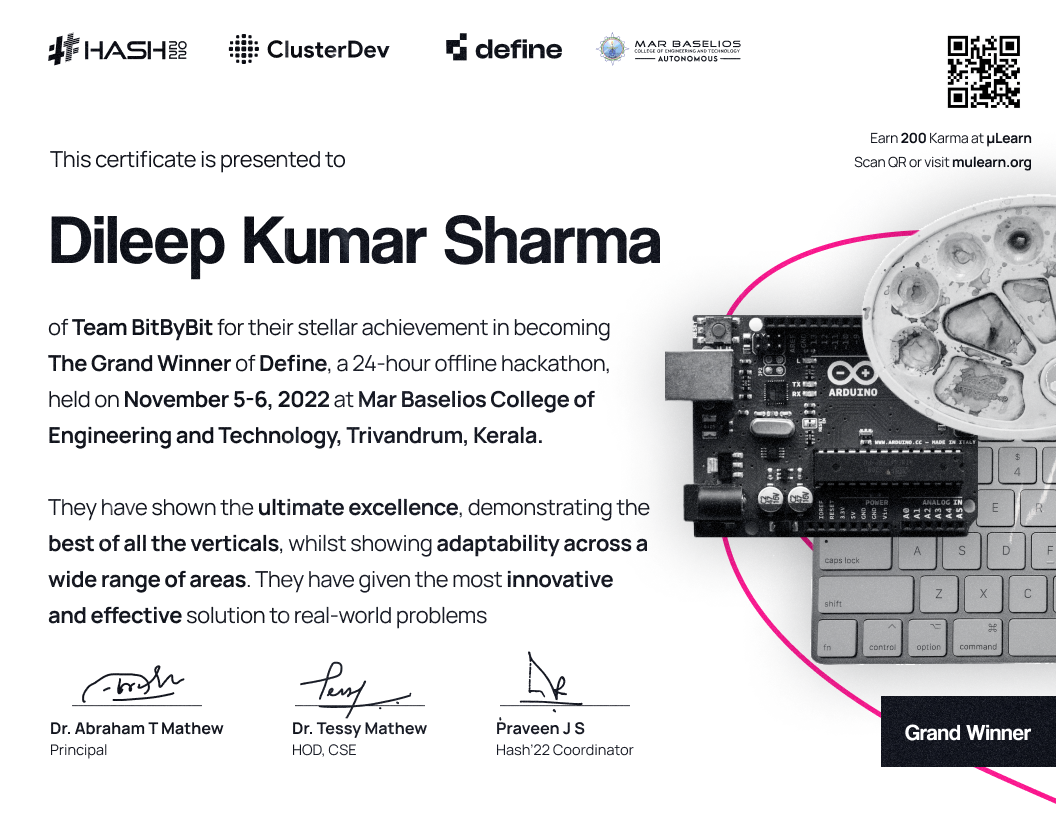 HASH 2022
ClusterDev
define
MAR BASELIOS
COLLEGE OF ENGINEERING AND TECHNOLOGY
AUTONOMOUS
Earn 200 Karma at µLearn
Scan QR or visit mulearn.org
This certificate is presented to
Dileep Kumar Sharma
of Team BitByBit for their stellar achievement in becoming
The Grand Winner of Define, a 24-hour offline hackathon,
held on November 5-6, 2022 at Mar Baselios College of
Engineering and Technology, Trivandrum, Kerala.
They have shown the ultimate excellence, demonstrating the
best of all the verticals, whilst showing adaptability across a
wide range of areas. They have given the most innovative
and effective solution to real-world problems
L
TX
RX
ARDUINO
WWW.ARDUINO.CC - MADE IN ITALY
POWER
ANALOG IN
IOREF RESET 3.3V 5V GND GND Vin A0 A1 A2 A3 A4 A5
$
4
E R
caps lock A S D F
shift Z X C
fn control option command
Tessy
Dr. Abraham T Mathew
Principal
Dr. Tessy Mathew
HOD, CSE
Praveen J S
Hash'22 Coordinator
Grand Winner